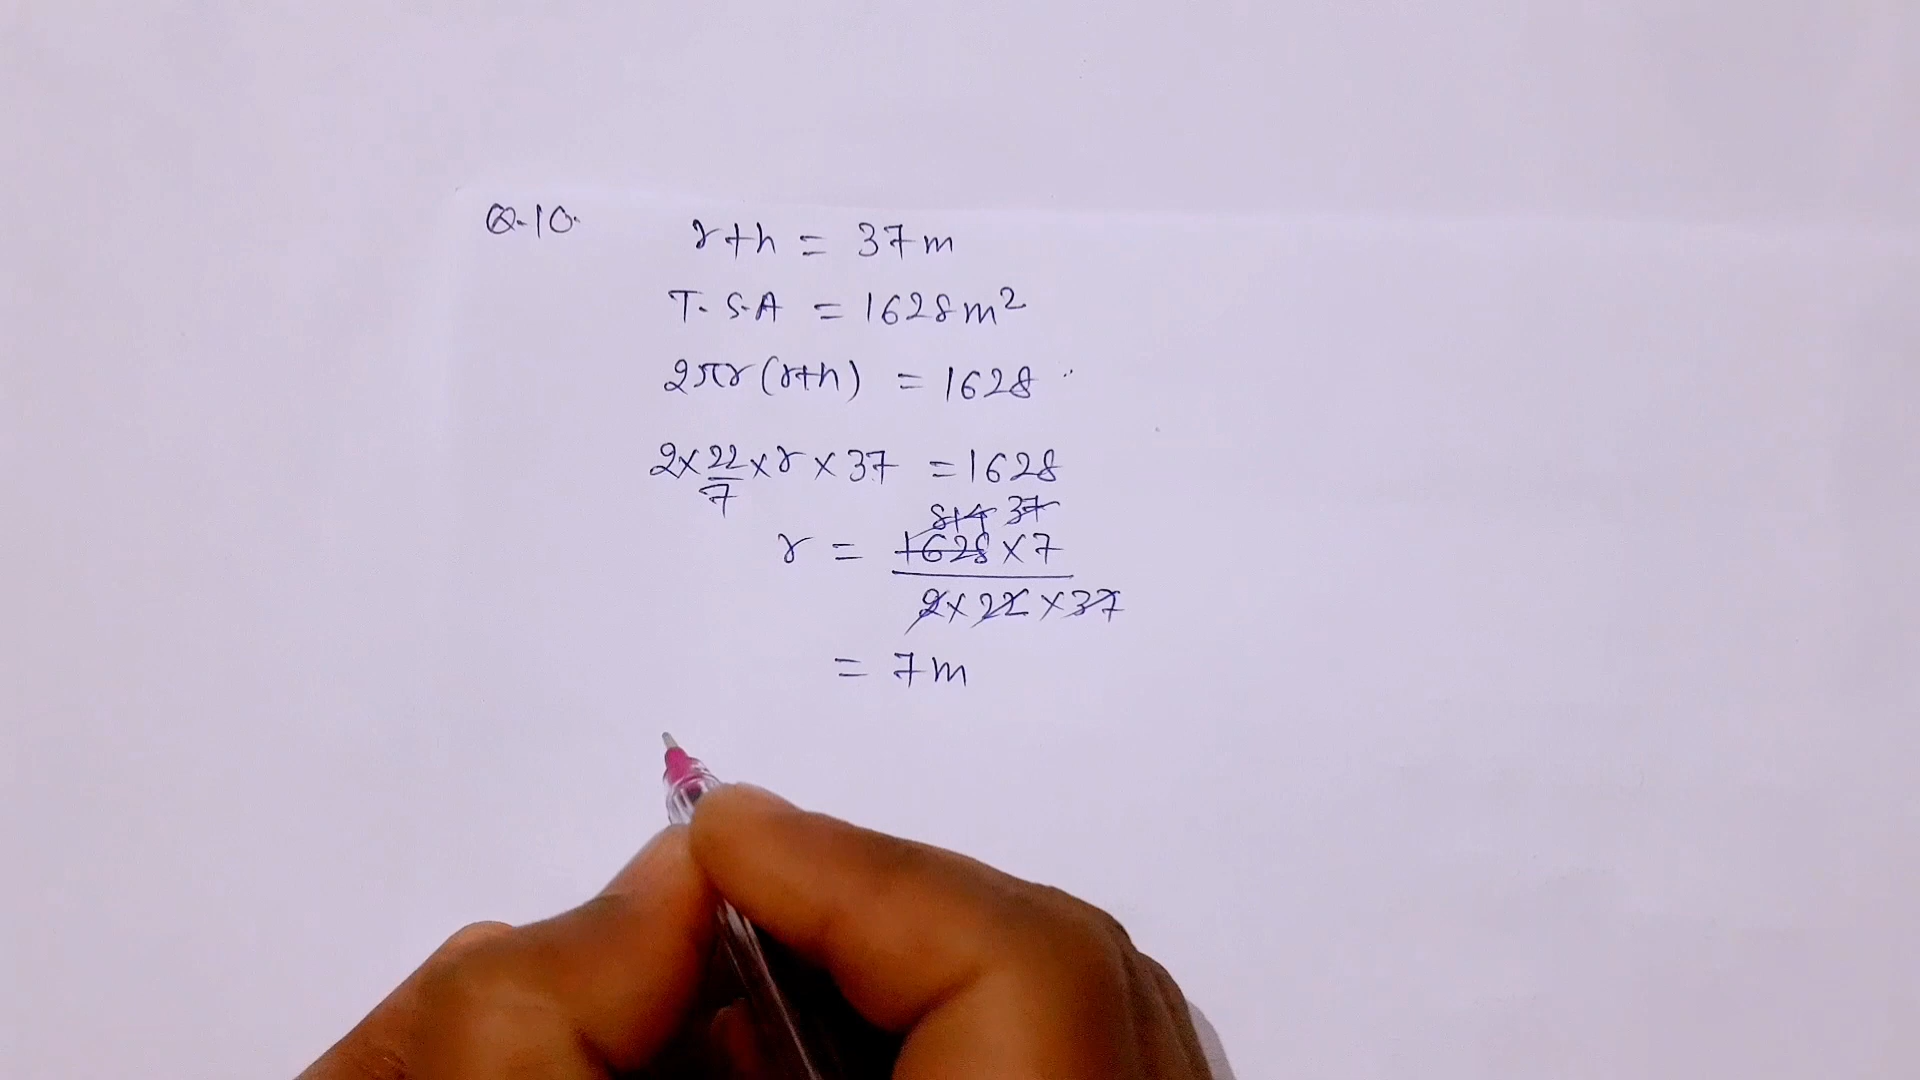 Q.10.
r+h = 37m
T.S.A = 1628m²
2πr(r+h) = 1628
2×22/7×r×37 = 1628
814 37
r = 1628×7
2×22×37
= 7m